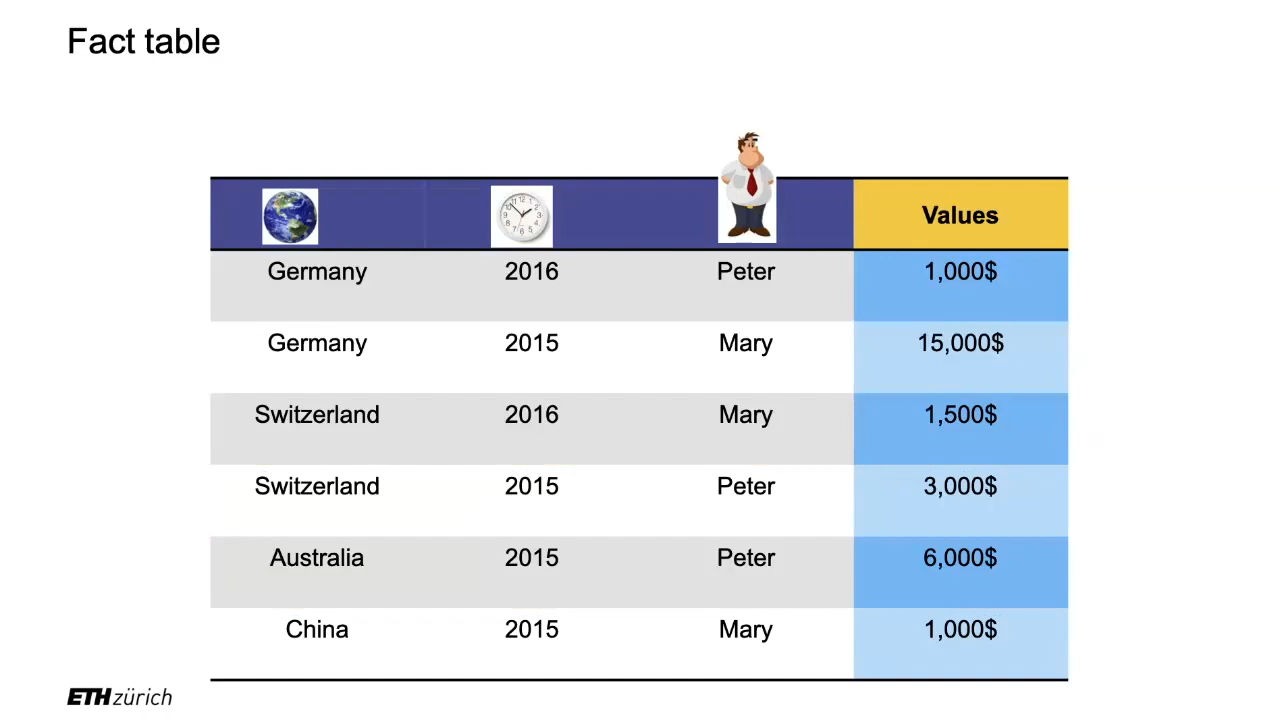 Fact table
Values
Germany 2016 Peter 1,000$
Germany 2015 Mary 15,000$
Switzerland 2016 Mary 1,500$
Switzerland 2015 Peter 3,000$
Australia 2015 Peter 6,000$
China 2015 Mary 1,000$
ETH zürich